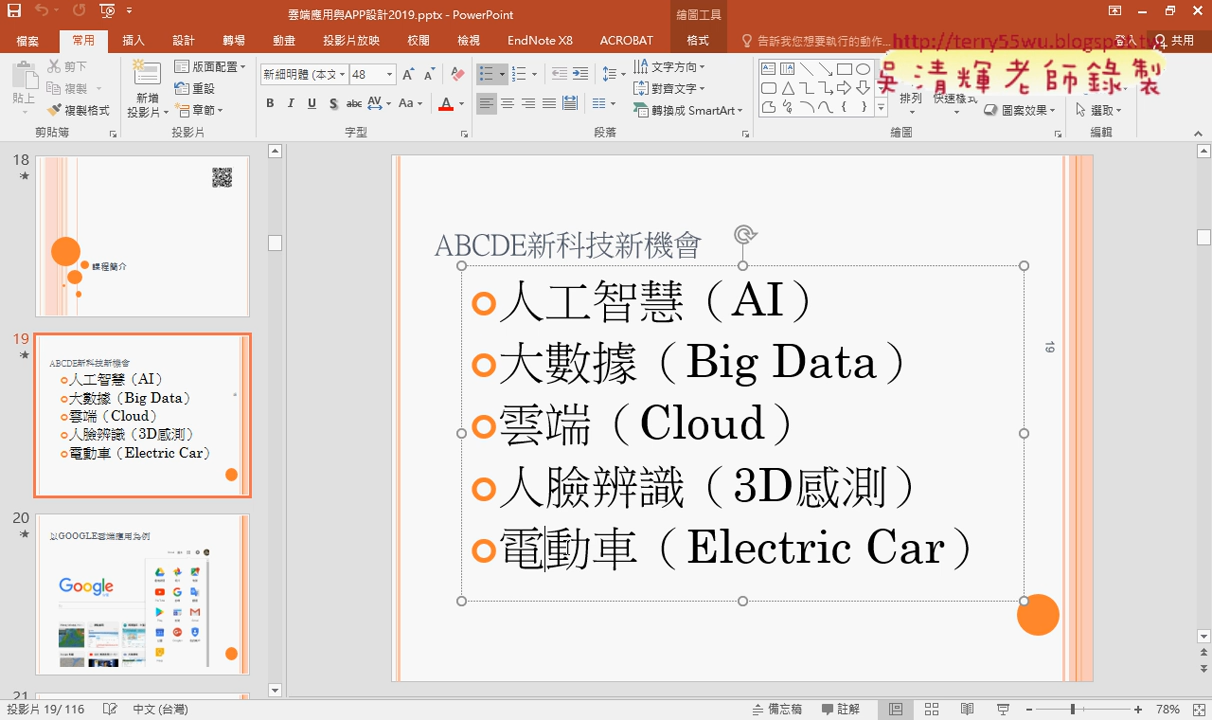 雲端應用與APP設計2019.pptx - PowerPoint
繪圖工具
檔案 常用 插入 設計 轉場 動畫 投影片放映 校閱 檢視 EndNote X8 ACROBAT 格式 告訴我您想要執行的動作... 登入 共用
http://terry55wu.blogspot.tw
吳清輝老師錄製
貼上 剪下 複製 複製格式 剪貼簿
新增投影片 版面配置 重設 章節 投影片
新細明體 (本文) 48 字型
B I U S abc AV Aa A
文字方向 對齊文字 轉換成 SmartArt 段落
排列 快速樣式 圖案效果 繪圖
選取 編輯
18
課程簡介
19
ABCDE新科技新機會
人工智慧（AI）
大數據（Big Data）
雲端（Cloud）
人臉辨識（3D感測）
電動車（Electric Car）
20
以GOOGLE雲端應用為例
Google
21
ABCDE新科技新機會
人工智慧（AI）
大數據（Big Data）
雲端（Cloud）
人臉辨識（3D感測）
電動車（Electric Car）
19
投影片 19/116 中文 (台灣) 備忘稿 註解 78%